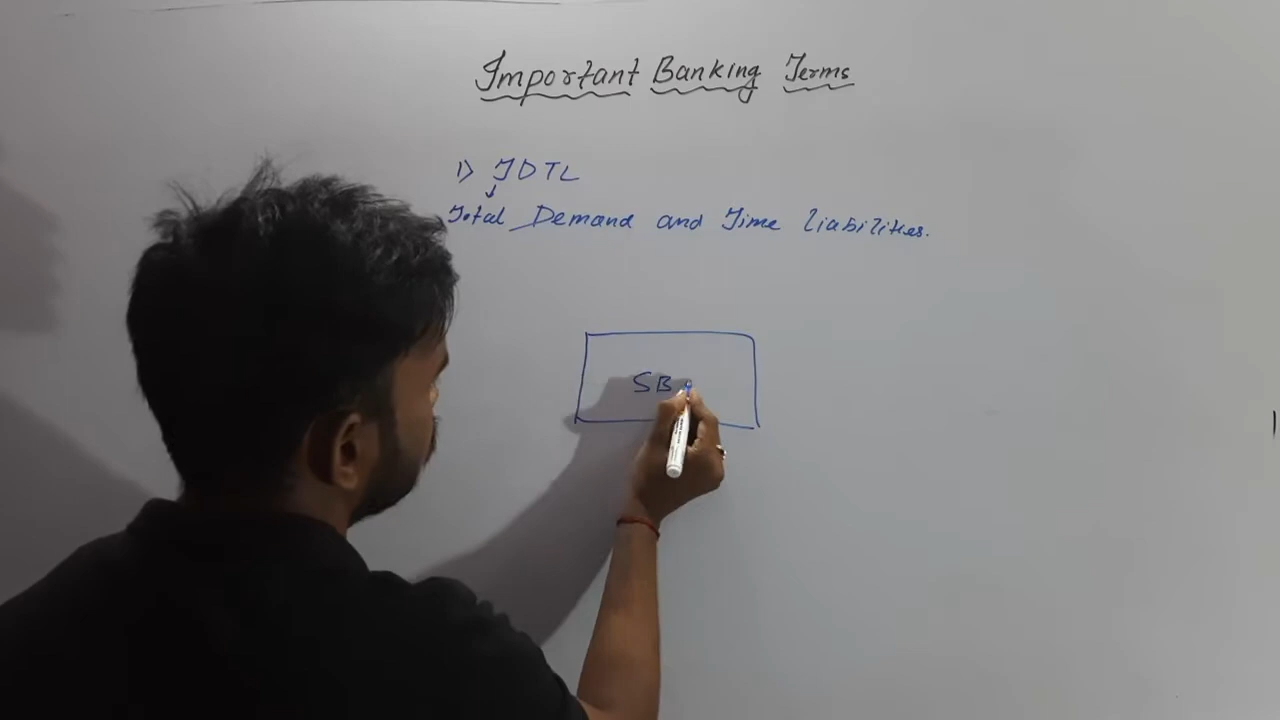 Important Banking Terms
1) TDTL
Total Demand and Time Liabilities.
SB